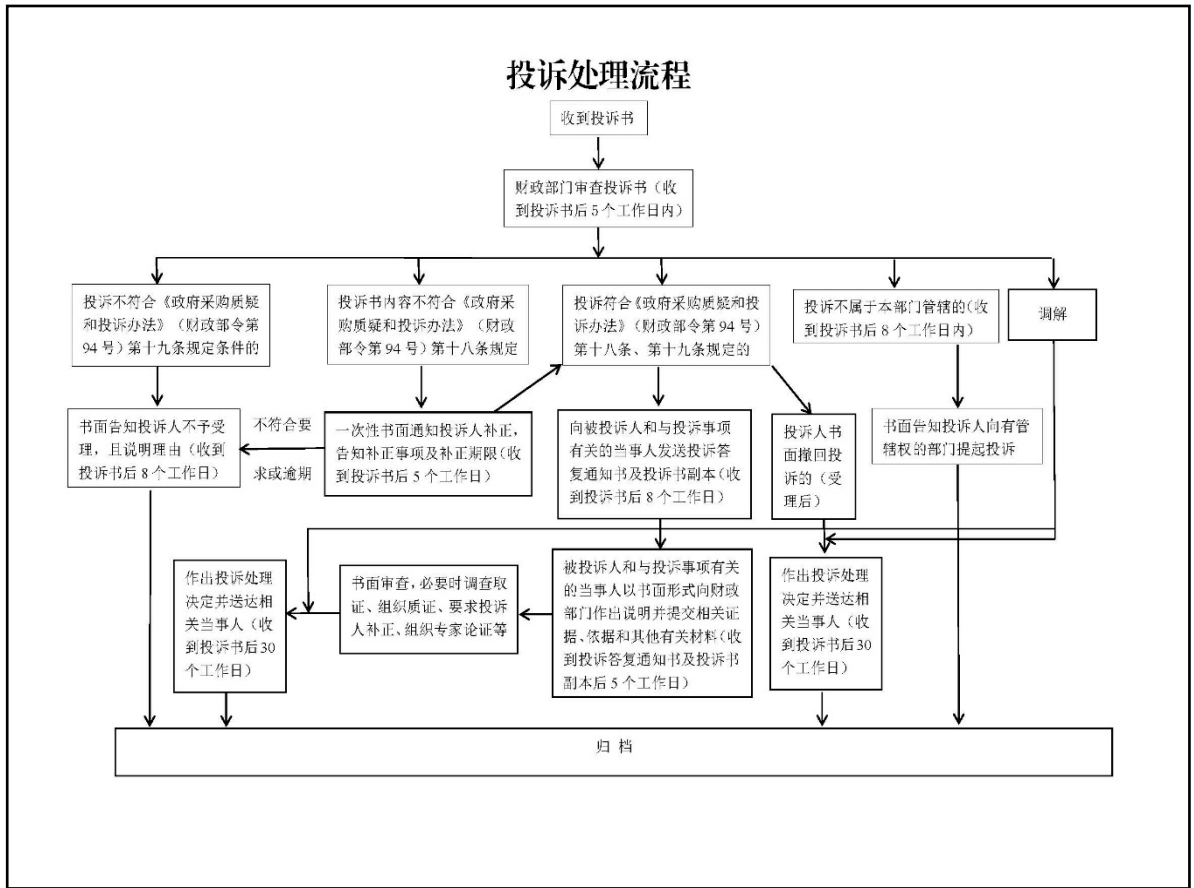 投诉处理流程
收到投诉书
财政部门审查投诉书（收
到投诉书后5个工作日内）
投诉不符合《政府采购质疑
和投诉办法》（财政部令第
94号）第十九条规定条件的
投诉书内容不符合《政府采
购质疑和投诉办法》（财政
部令第94号）第十八条规定
投诉符合《政府采购质疑和投
诉办法》（财政部令第94号）
第十八条、第十九条规定的
投诉不属于本部门管辖的（收
到投诉书后8个工作日内）
调解
书面告知投诉人不予受
理，且说明理由（收到
投诉书后8个工作日）
不符合要
求或逾期
一次性书面通知投诉人补正，
告知补正事项及补正期限（收
到投诉书后5个工作日）
向被投诉人和与投诉事项
有关的当事人发送投诉答
复通知书及投诉书副本（收
到投诉书后8个工作日）
投诉人书
面撤回投
诉的（受
理后）
书面告知投诉人向有管
辖权的部门提起投诉
作出投诉处理
决定并送达相
关当事人（收
到投诉书后30
个工作日）
书面审查，必要时调查取
证、组织质证、要求投诉
人补正、组织专家论证等
被投诉人和与投诉事项有关
的当事人以书面形式向财政
部门作出说明并提交相关证
据、依据和其他有关材料（收
到投诉答复通知书及投诉书
副本后5个工作日）
作出投诉处理
决定并送达相
关当事人（收
到投诉书后30
个工作日）
归 档